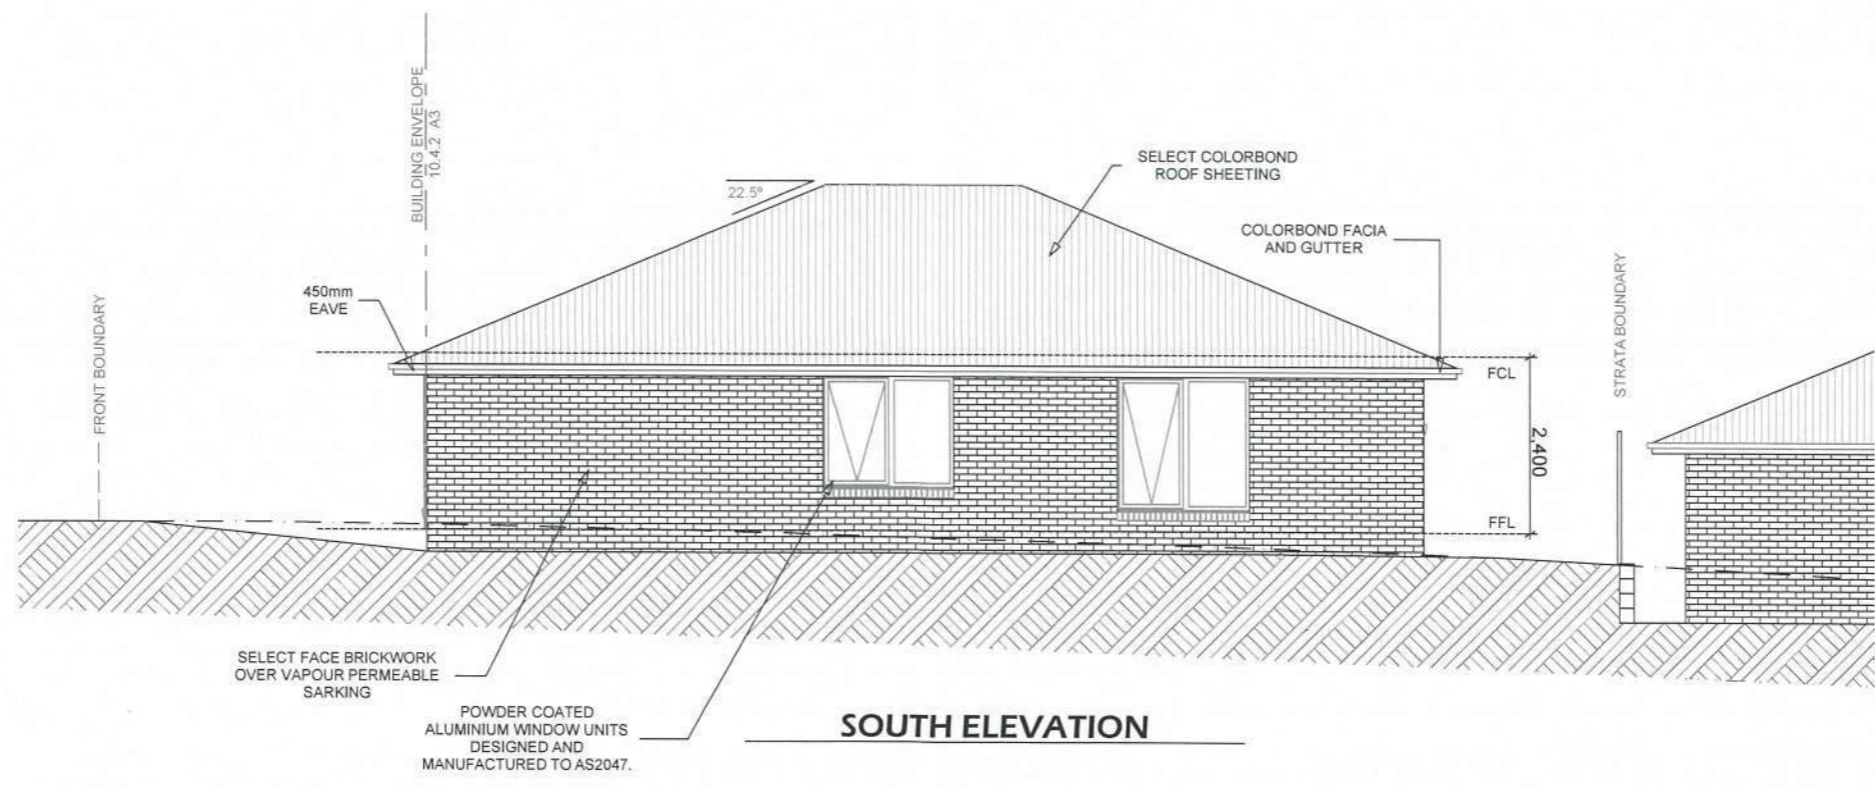 BUILDING ENVELOPE
10.4.2 A3
SELECT COLORBOND
ROOF SHEETING
22.5°
COLORBOND FACIA
AND GUTTER
450mm
EAVE
FRONT BOUNDARY
STRATA BOUNDARY
FCL
2,400
FFL
SELECT FACE BRICKWORK
OVER VAPOUR PERMEABLE
SARKING
POWDER COATED
ALUMINIUM WINDOW UNITS
DESIGNED AND
MANUFACTURED TO AS2047.
SOUTH ELEVATION